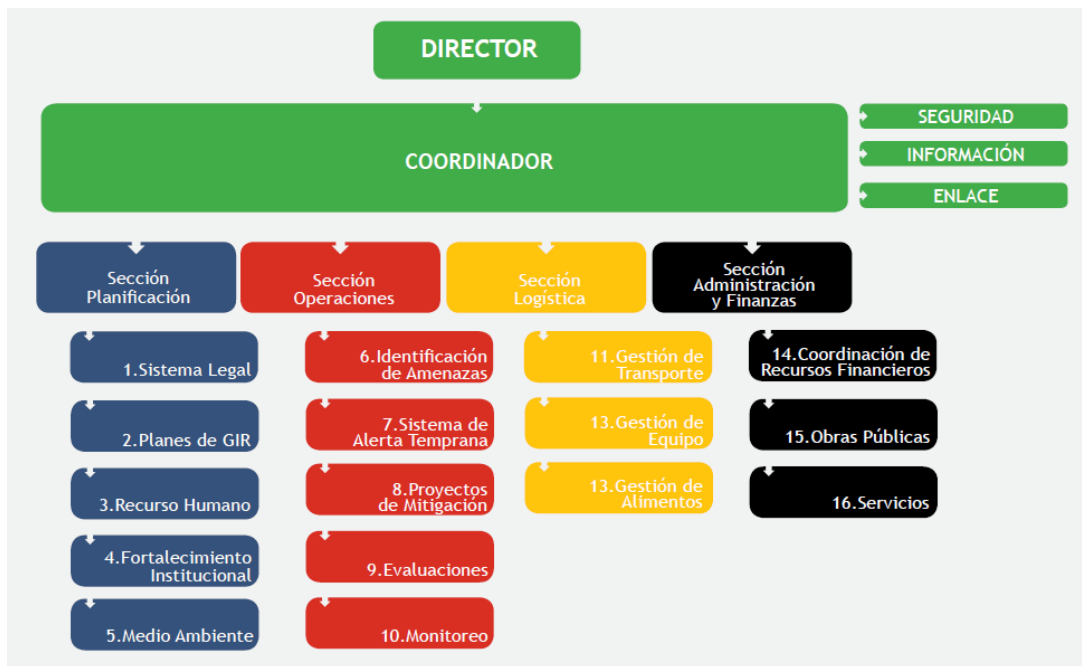 DIRECTOR
COORDINADOR
SEGURIDAD
INFORMACIÓN
ENLACE
Sección
Planificación
Sección
Operaciones
Sección
Logística
Sección
Administración
y Finanzas
1.Sistema Legal
2.Planes de GIR
3.Recurso Humano
4.Fortalecimiento
Institucional
5.Medio Ambiente
6.Identificación
de Amenazas
7.Sistema de
Alerta Temprana
8.Proyectos
de Mitigación
9.Evaluaciones
10.Monitoreo
11.Gestión de
Transporte
13.Gestión de
Equipo
13.Gestión de
Alimentos
14.Coordinación de
Recursos Financieros
15.Obras Públicas
16.Servicios